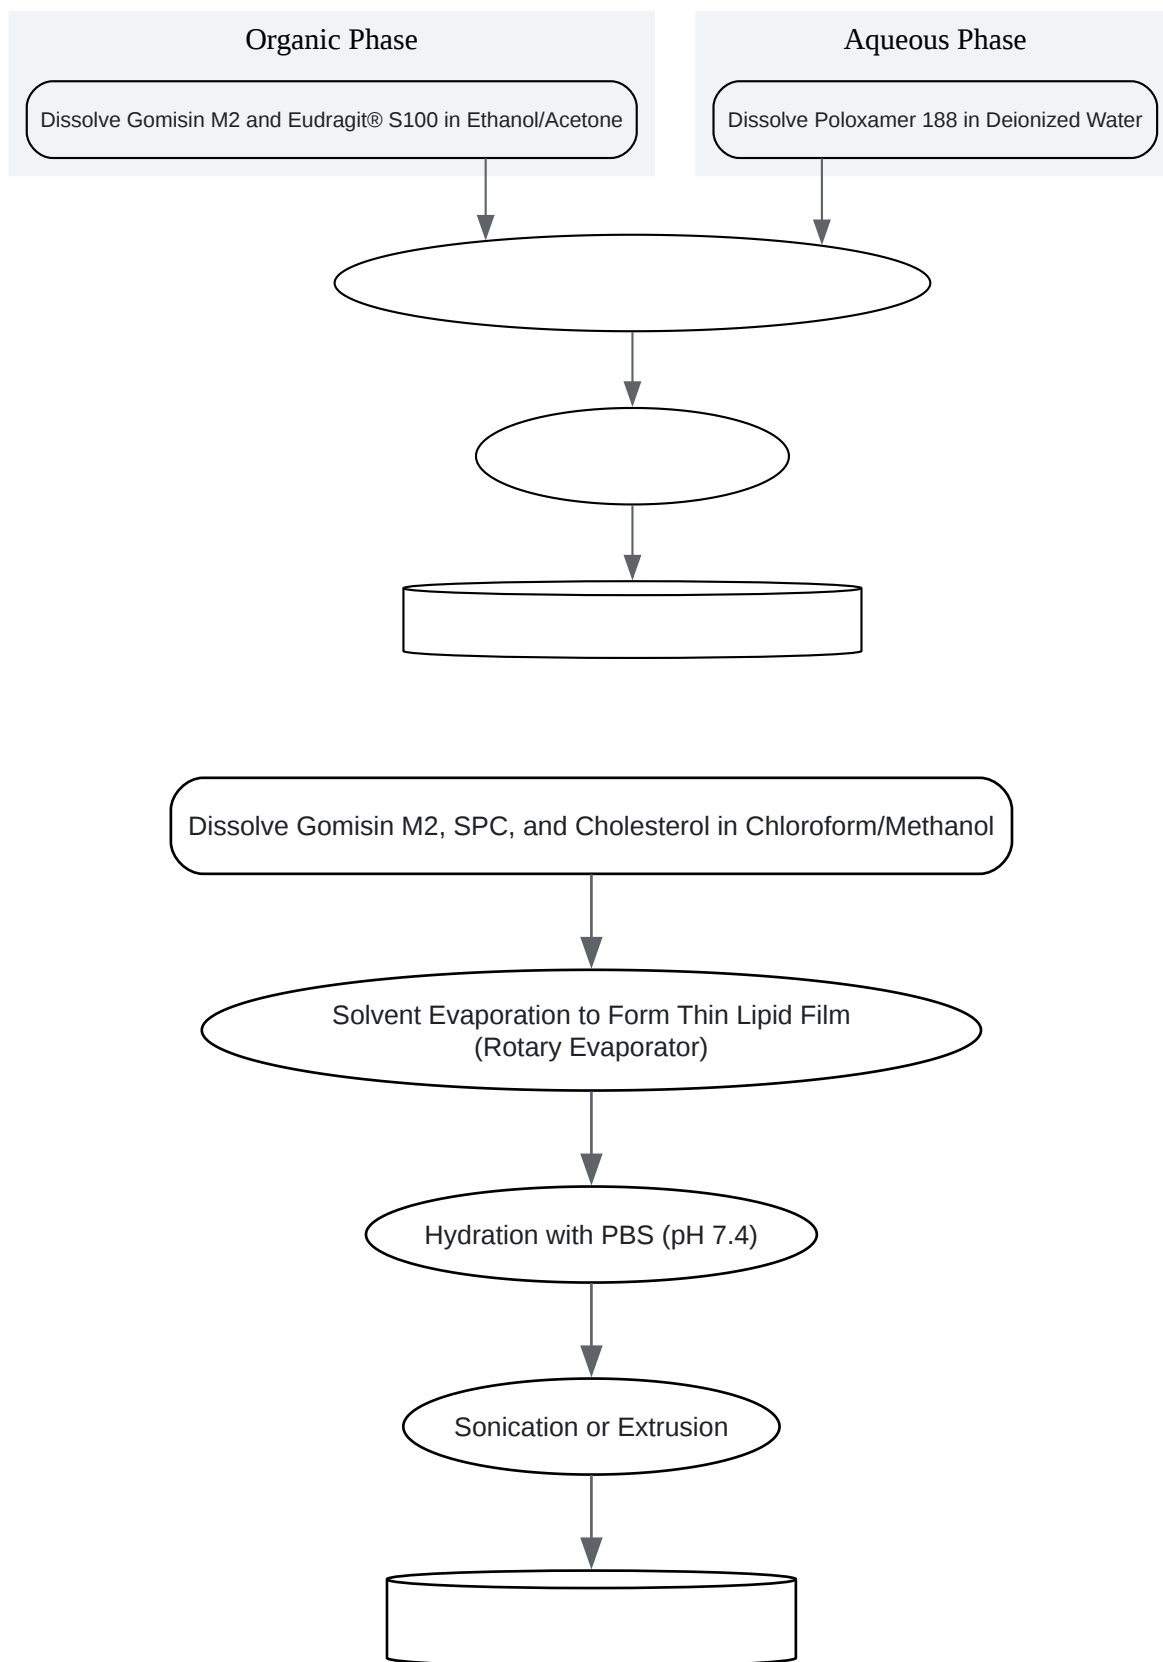 Organic Phase
Aqueous Phase
Dissolve Gomisin M2 and Eudragit® S100 in Ethanol/Acetone
Dissolve Poloxamer 188 in Deionized Water
Dissolve Gomisin M2, SPC, and Cholesterol in Chloroform/Methanol
Solvent Evaporation to Form Thin Lipid Film
(Rotary Evaporator)
Hydration with PBS (pH 7.4)
Sonication or Extrusion